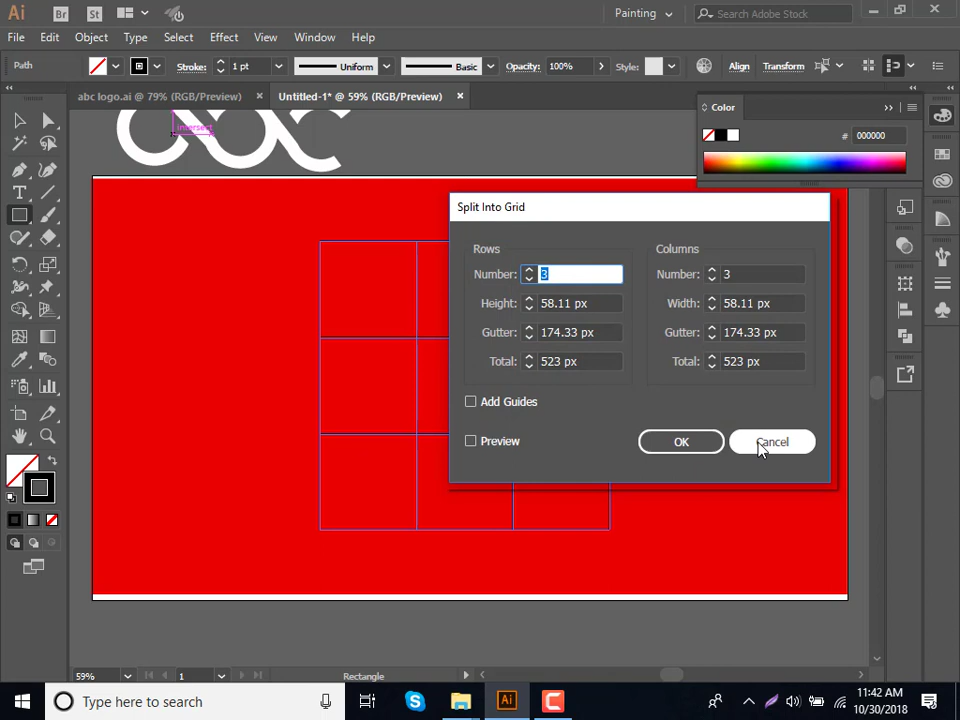 Ai Br St Painting Search Adobe Stock
File Edit Object Type Select Effect View Window Help
Path Stroke: 1 pt Uniform Basic Opacity: 100% Style: Align Transform
abc logo.ai @ 79% (RGB/Preview) × Untitled-1* @ 59% (RGB/Preview) ×
Color
# 000000
intersect
abc
Split Into Grid
Rows Columns
Number: 3 Number: 3
Height: 58.11 px Width: 58.11 px
Gutter: 174.33 px Gutter: 174.33 px
Total: 523 px Total: 523 px
Add Guides
Preview OK Cancel
59% 1 Rectangle
Type here to search Ai 11:42 AM
10/30/2018